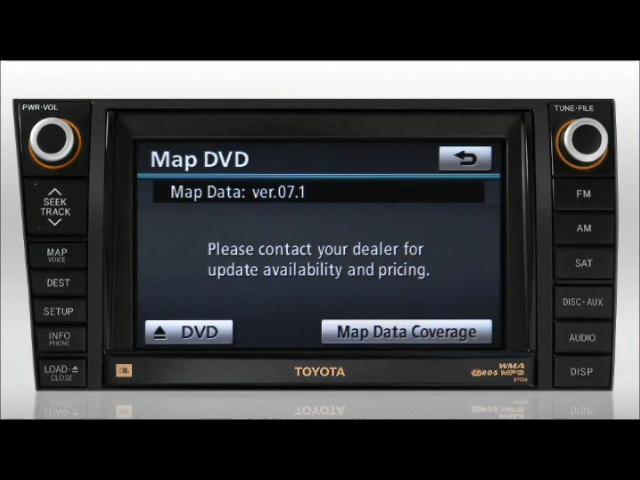 PWR·VOL
TUNE·FILE
Map DVD
Map Data: ver.07.1
Please contact your dealer for
update availability and pricing.
DVD
Map Data Coverage
SEEK
TRACK
MAP
VOICE
DEST
SETUP
INFO
PHONE
LOAD·
CLOSE
FM
AM
SAT
DISC·AUX
AUDIO
DISP
JBL
TOYOTA
R·D·S
WMA
MP3